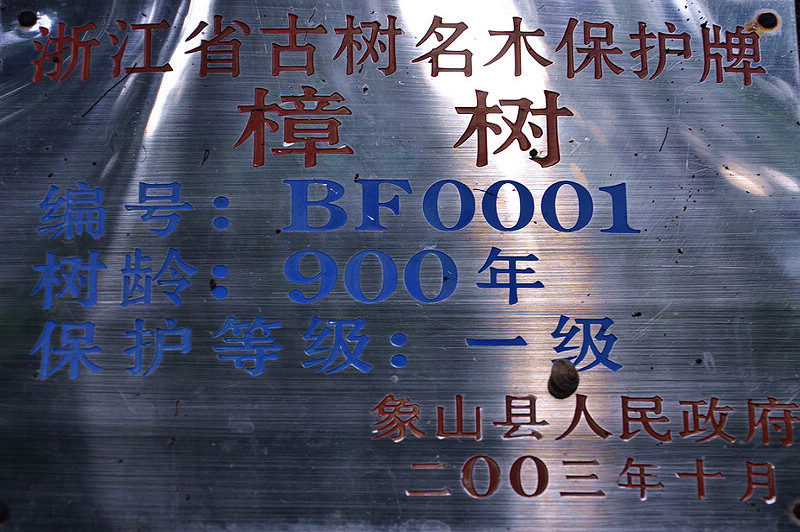 浙江省古树名木保护牌
樟树
编号：BF0001
树龄：900年
保护等级：一级
象山县人民政府
二00三年十月